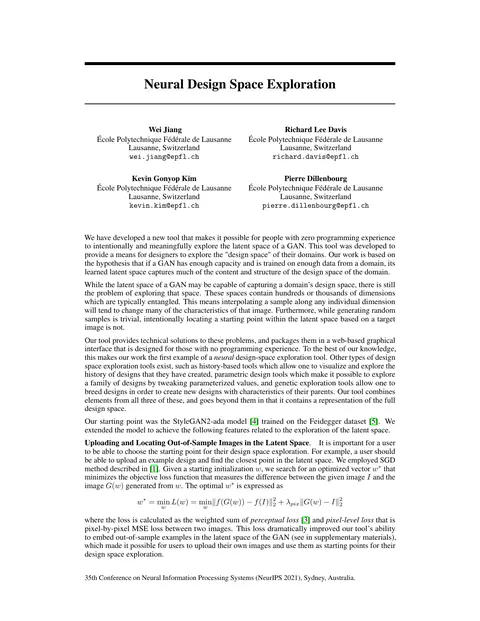 Neural Design Space Exploration
Wei Jiang
École Polytechnique Fédérale de Lausanne
Lausanne, Switzerland
wei.jiang@epfl.ch
Richard Lee Davis
École Polytechnique Fédérale de Lausanne
Lausanne, Switzerland
richard.davis@epfl.ch
Kevin Gonyop Kim
École Polytechnique Fédérale de Lausanne
Lausanne, Switzerland
kevin.kim@epfl.ch
Pierre Dillenbourg
École Polytechnique Fédérale de Lausanne
Lausanne, Switzerland
pierre.dillenbourg@epfl.ch
We have developed a new tool that makes it possible for people with zero programming experience
to intentionally and meaningfully explore the latent space of a GAN. This tool was developed to
provide a means for designers to explore the "design space" of their domains. Our work is based on
the hypothesis that if a GAN has enough capacity and is trained on enough data from a domain, its
learned latent space captures much of the content and structure of the design space of the domain.
While the latent space of a GAN may be capable of capturing a domain's design space, there is still
the problem of exploring that space. These spaces contain hundreds or thousands of dimensions
which are typically entangled. This means interpolating a sample along any individual dimension
will tend to change many of the characteristics of that image. Furthermore, while generating random
samples is trivial, intentionally locating a starting point within the latent space based on a target
image is not.
Our tool provides technical solutions to these problems, and packages them in a web-based graphical
interface that is designed for those with no programming experience. To the best of our knowledge,
this makes our work the first example of a neural design-space exploration tool. Other types of design
space exploration tools exist, such as history-based tools which allow one to visualize and explore the
history of designs that they have created, parametric design tools which make it possible to explore
a family of designs by tweaking parameterized values, and genetic exploration tools which allow one
to breed designs in order to create new designs with characteristics of their parents. Our tool combines
elements from all three of these, and goes beyond them in that it contains a representation of the full
design space.
Our starting point was the StyleGAN2-ada model [4] trained on the Feidegger dataset [5]. We
extended the model to achieve the following features related to the exploration of the latent space.
Uploading and Locating Out-of-Sample Images in the Latent Space. It is important for a user
to be able to choose the starting point for their design space exploration. For example, a user should
be able to upload an example design and find the closest point in the latent space. We employed SGD
method described in [1]. Given a starting initialization w, we search for an optimized vector w* that
minimizes the objective loss function that measures the difference between the given image I and the
image G(w) generated from w. The optimal w* is expressed as
w* = min_w L(w) = min_w ||f(G(w)) − f(I)||_2^2 + λ_pix ||G(w) − I||_2^2
where the loss is calculated as the weighted sum of perceptual loss [3] and pixel-level loss that is
pixel-by-pixel MSE loss between two images. This loss dramatically improved our tool's ability
to embed out-of-sample examples in the latent space of the GAN (see in supplementary materials),
which made it possible for users to upload their own images and use them as starting points for their
design space exploration.
35th Conference on Neural Information Processing Systems (NeurIPS 2021), Sydney, Australia.